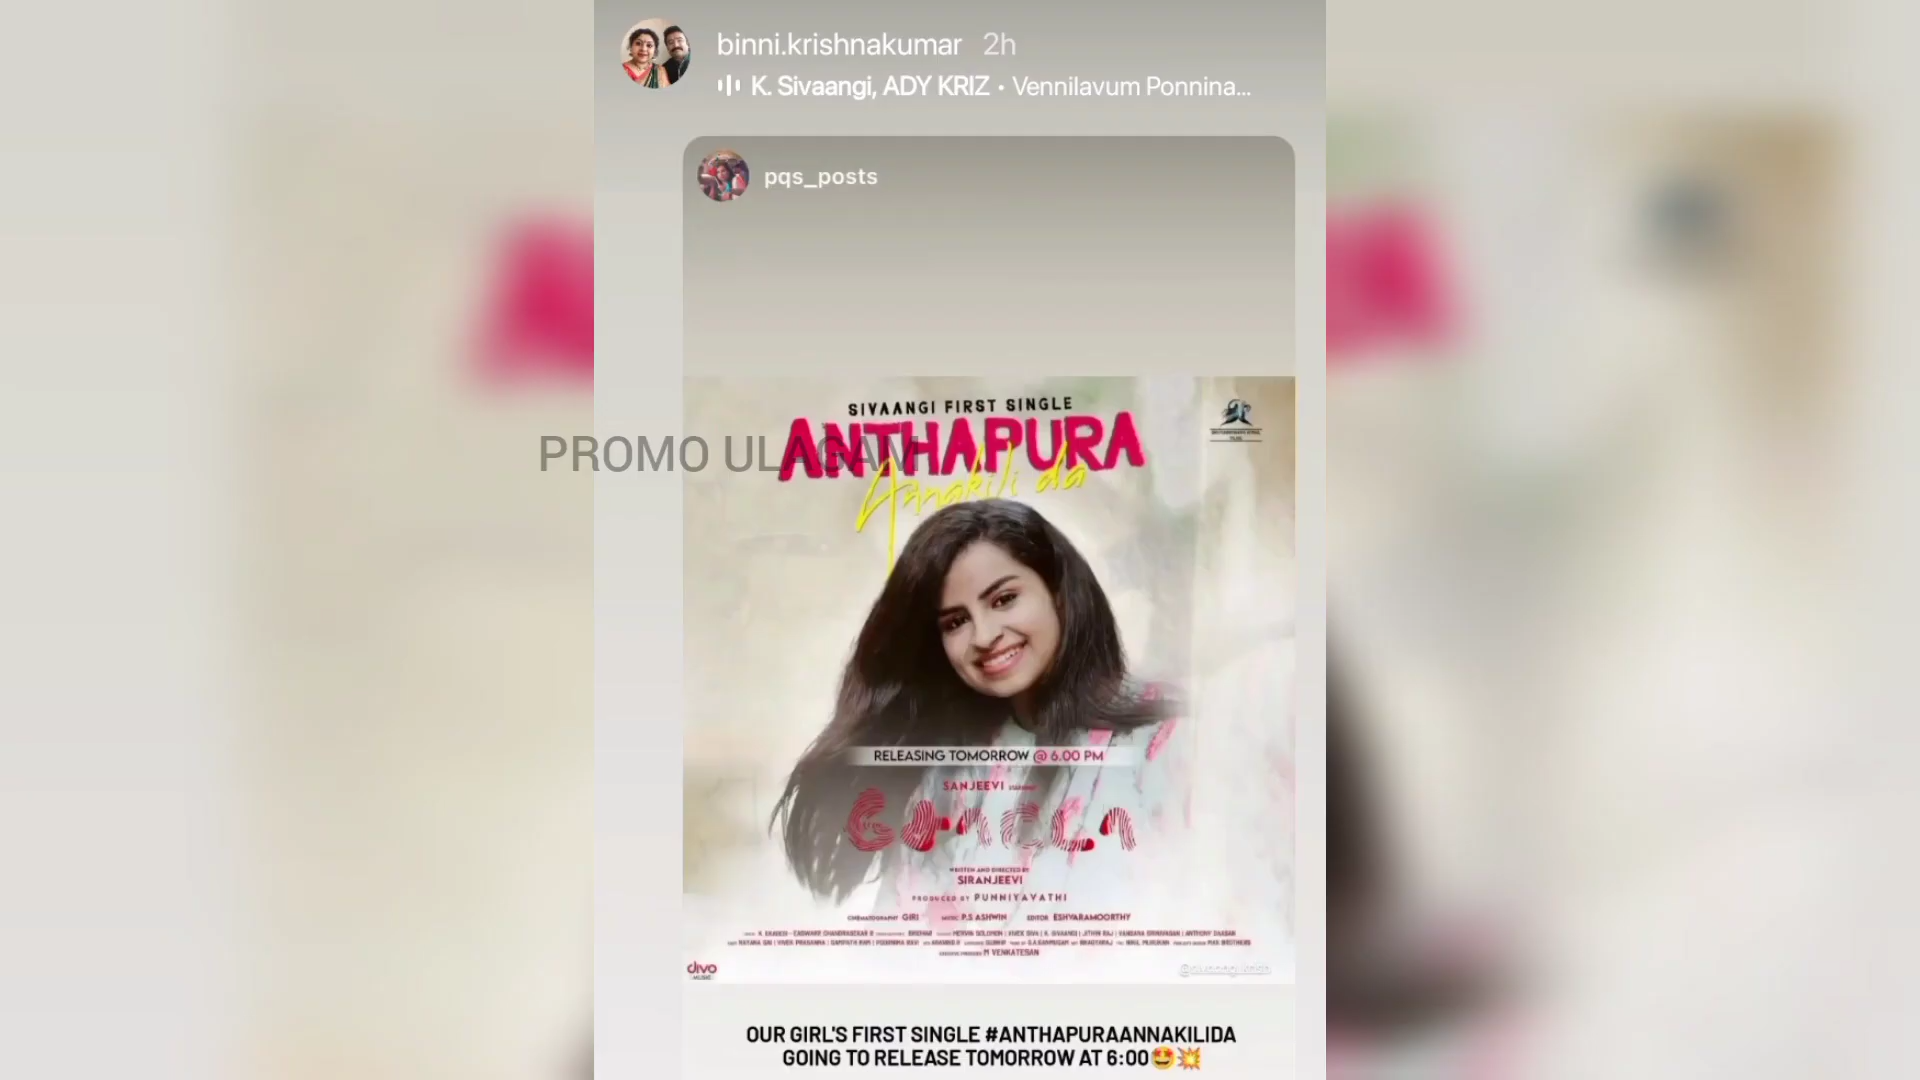 binni.krishnakumar 2h
K. Sivaangi, ADY KRIZ • Vennilavum Ponnina...
pqs_posts
SIVAANGI FIRST SINGLE
ANTHAPURA
Annakili da
PROMO ULAGAM
RELEASING TOMORROW @ 6.00 PM
SANJEEVI
WRITTEN AND DIRECTED BY
SIRANJEEVI
PRODUCED BY PUNNIYAVATHI
CINEMATOGRAPHY GIRI MUSIC P.S ASHWIN EDITOR ESHVARAMOORTHY
M VENKATESAN
divo
MUSIC
OUR GIRL'S FIRST SINGLE #ANTHAPURAANNAKILIDA
GOING TO RELEASE TOMORROW AT 6:00🤩💥